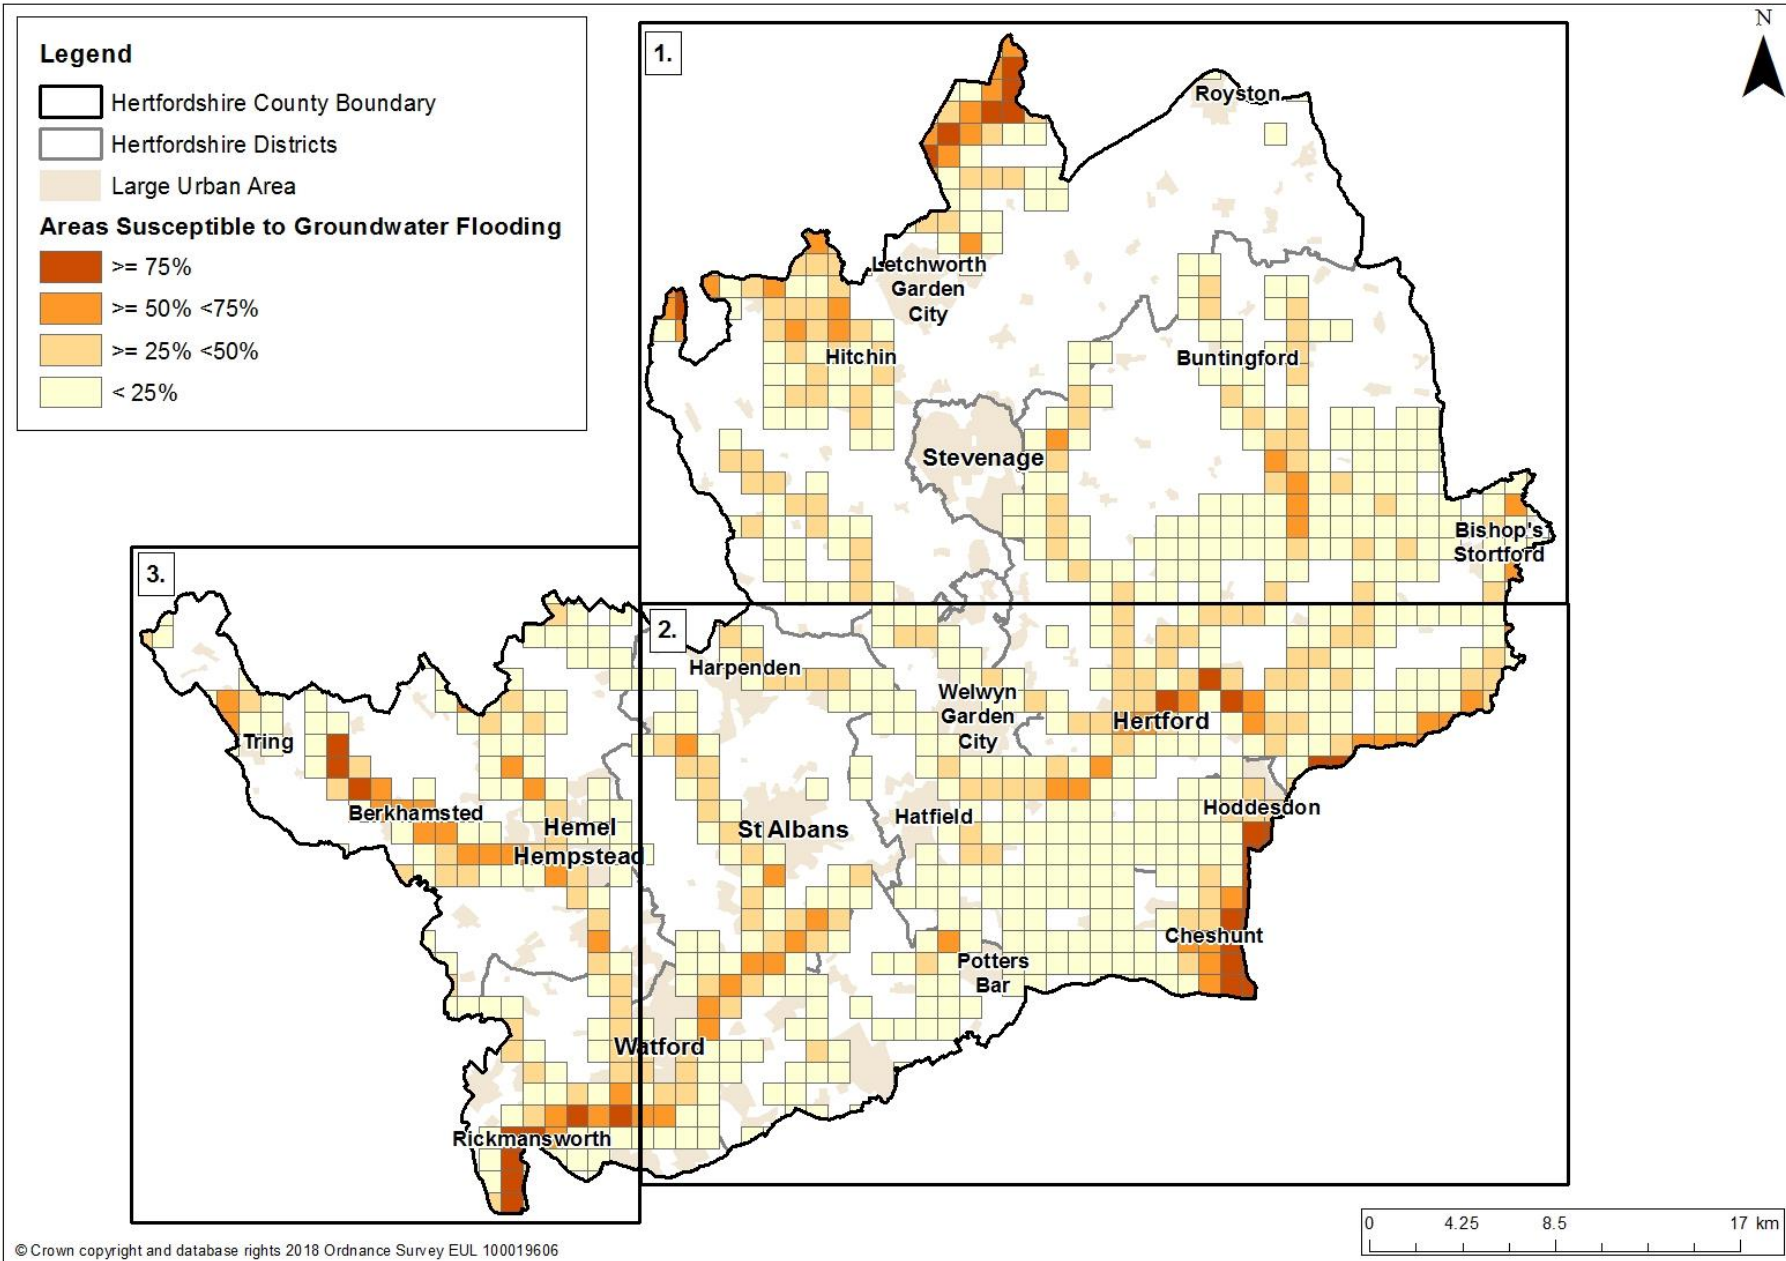 Legend
Hertfordshire County Boundary
Hertfordshire Districts
Large Urban Area
Areas Susceptible to Groundwater Flooding
>= 75%
>= 50% <75%
>= 25% <50%
< 25%
1.
N
Royston
Letchworth
Garden
City
Hitchin
Buntingford
Stevenage
Bishop's
Stortford
3.
2.
Harpenden
Welwyn
Garden
City
Hertford
Tring
Berkhamsted
Hemel
Hempstead
St Albans
Hatfield
Hoddesdon
Cheshunt
Potters
Bar
Watford
Rickmansworth
0 4.25 8.5 17 km
© Crown copyright and database rights 2018 Ordnance Survey EUL 100019606